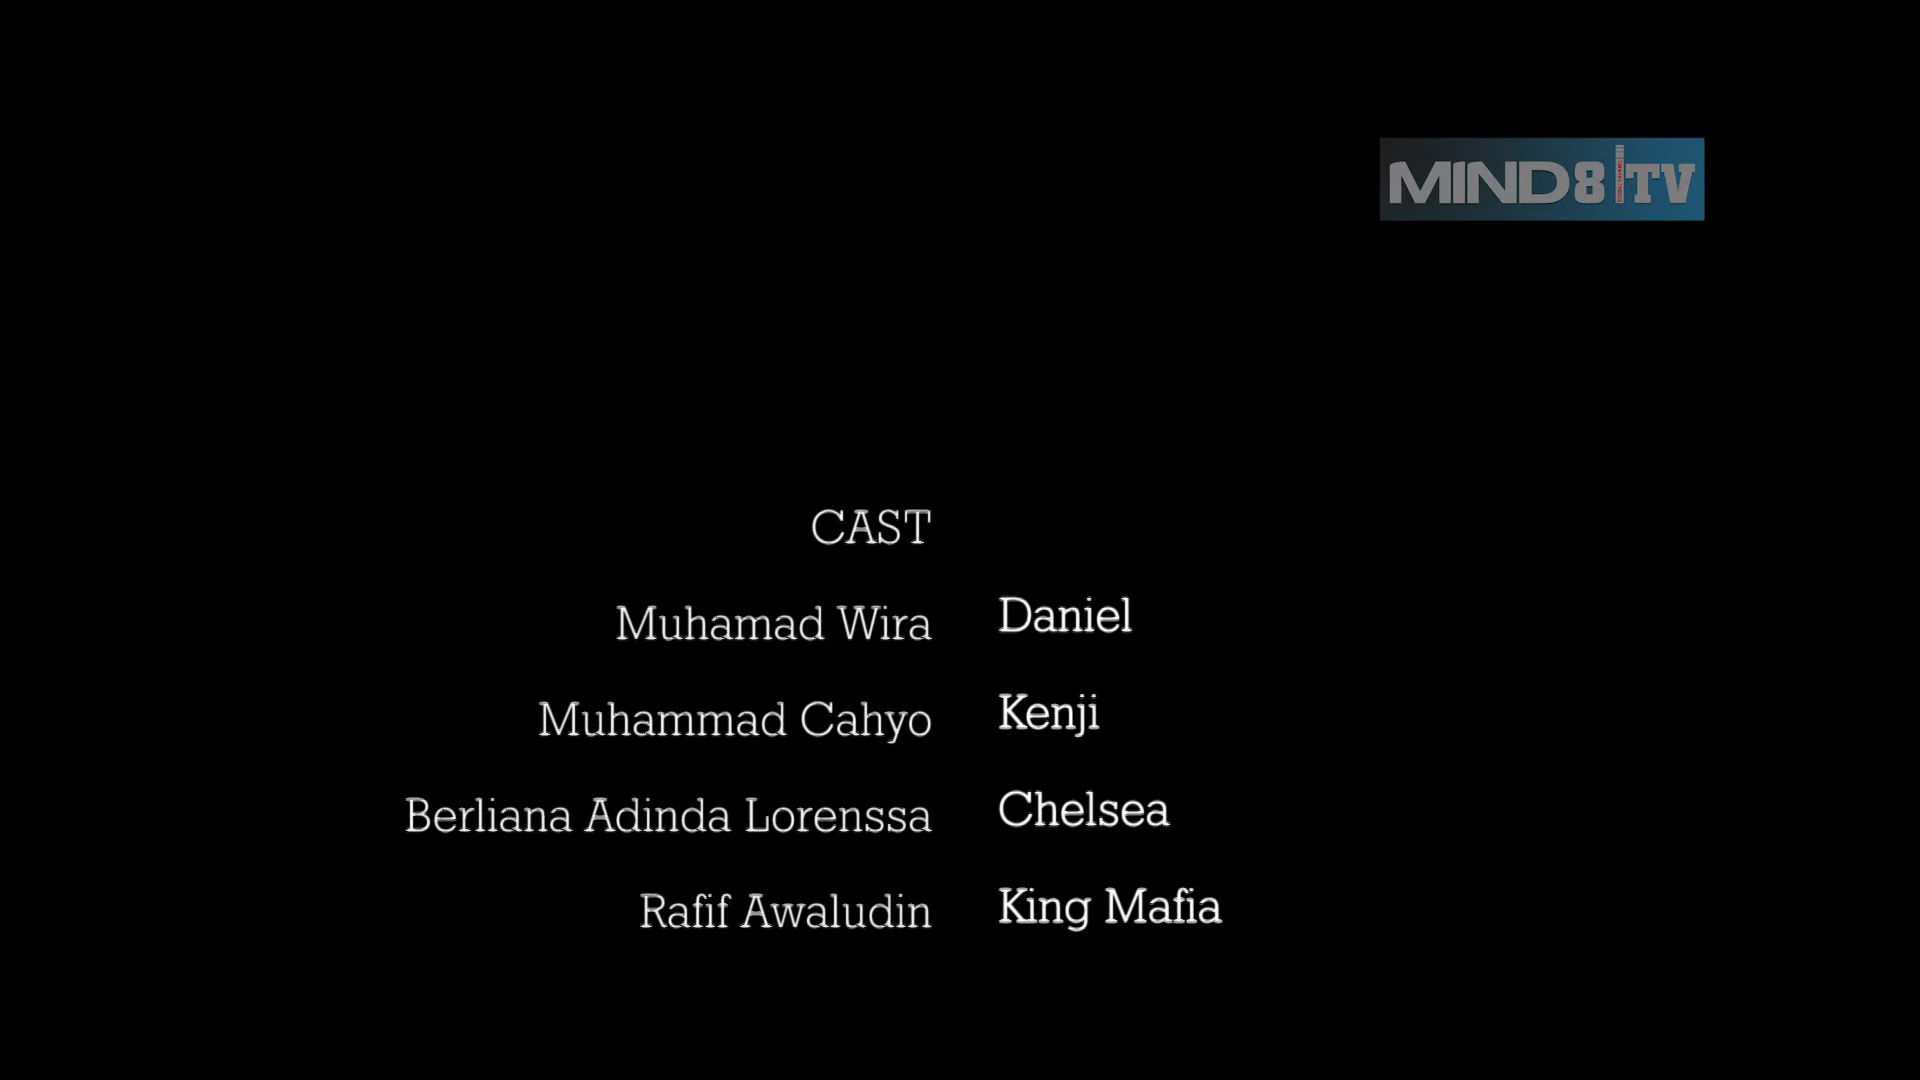 MIND8 TV
CAST
Muhamad Wira Daniel
Muhammad Cahyo Kenji
Berliana Adinda Lorenssa Chelsea
Rafif Awaludin King Mafia